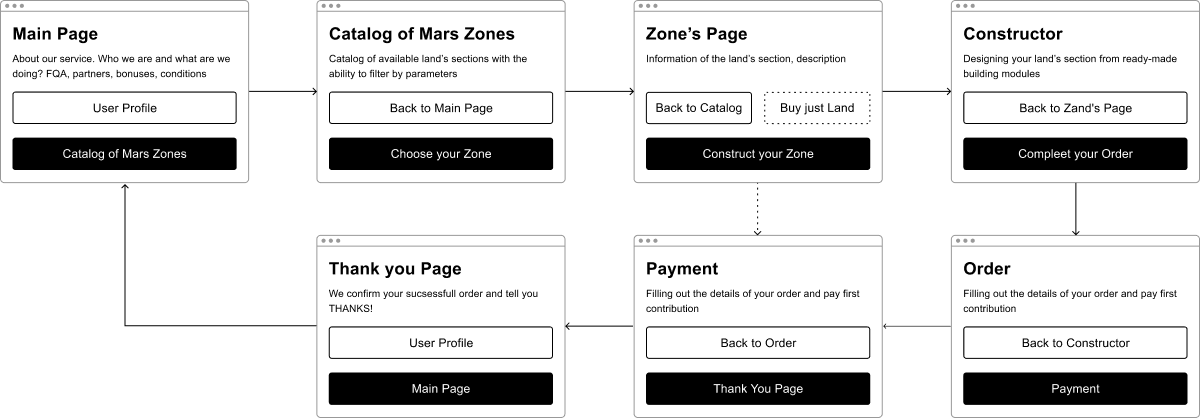 Main Page
About our service. Who we are and what are we
doing? FQA, partners, bonuses, conditions
User Profile
Catalog of Mars Zones
Catalog of Mars Zones
Catalog of available land's sections with the
ability to filter by parameters
Back to Main Page
Choose your Zone
Zone's Page
Information of the land's section, description
Back to Catalog
Buy just Land
Construct your Zone
Constructor
Designing your land's section from ready-made
building modules
Back to Zand's Page
Compleet your Order
Thank you Page
We confirm your sucsessfull order and tell you
THANKS!
User Profile
Main Page
Payment
Filling out the details of your order and pay first
contribution
Back to Order
Thank You Page
Order
Filling out the details of your order and pay first
contribution
Back to Constructor
Payment